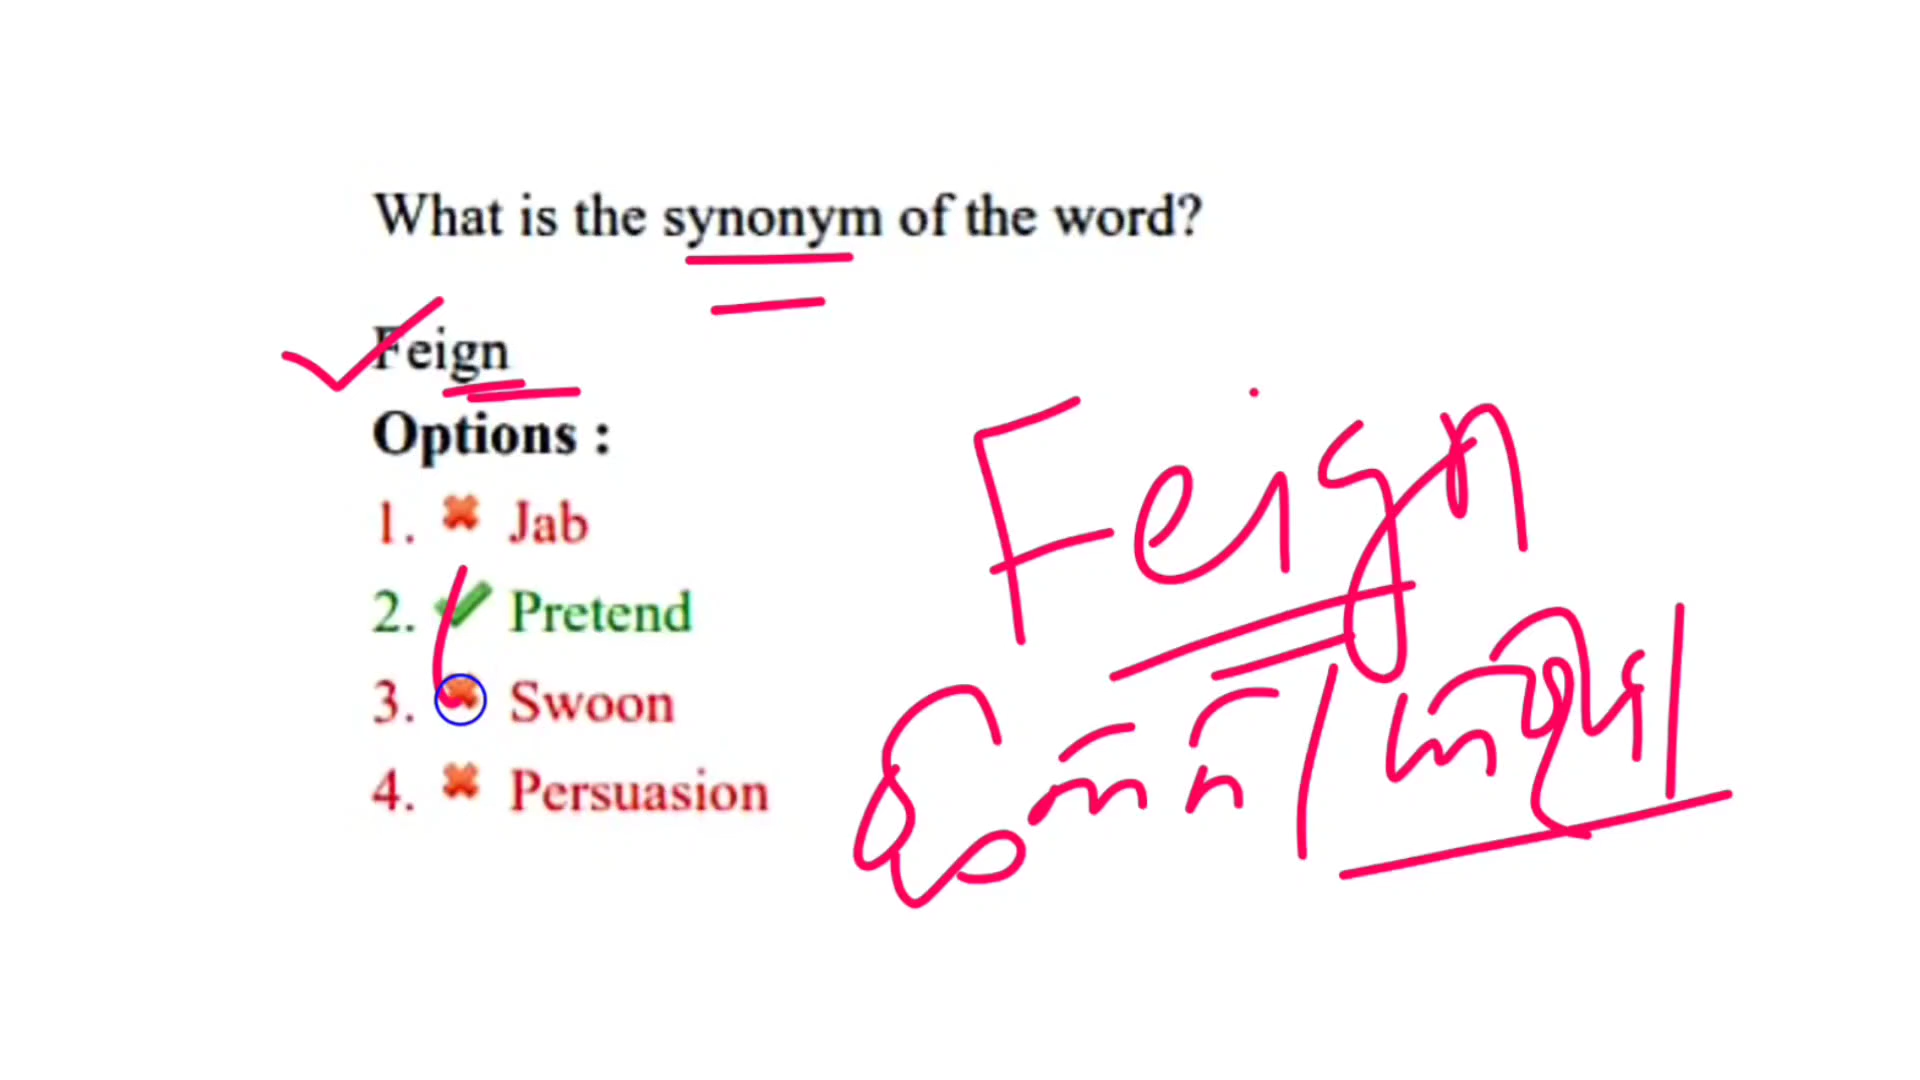 What is the synonym of the word?
Feign
Options :
1. Jab
2. Pretend
3. Swoon
4. Persuasion
Feign